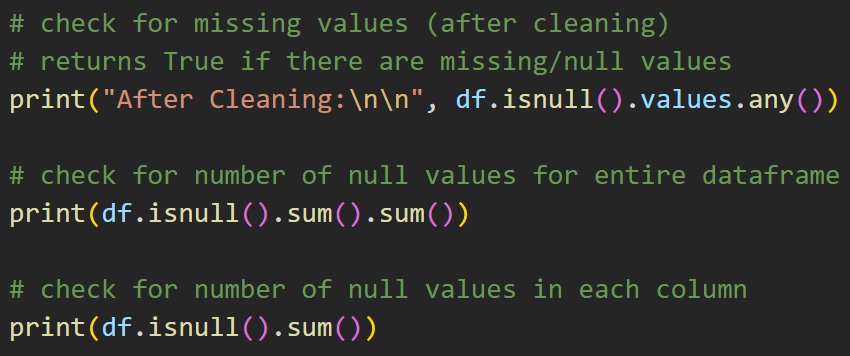 # check for missing values (after cleaning)
# returns True if there are missing/null values
print("After Cleaning:\n\n", df.isnull().values.any())
# check for number of null values for entire dataframe
print(df.isnull().sum().sum())
# check for number of null values in each column
print(df.isnull().sum())